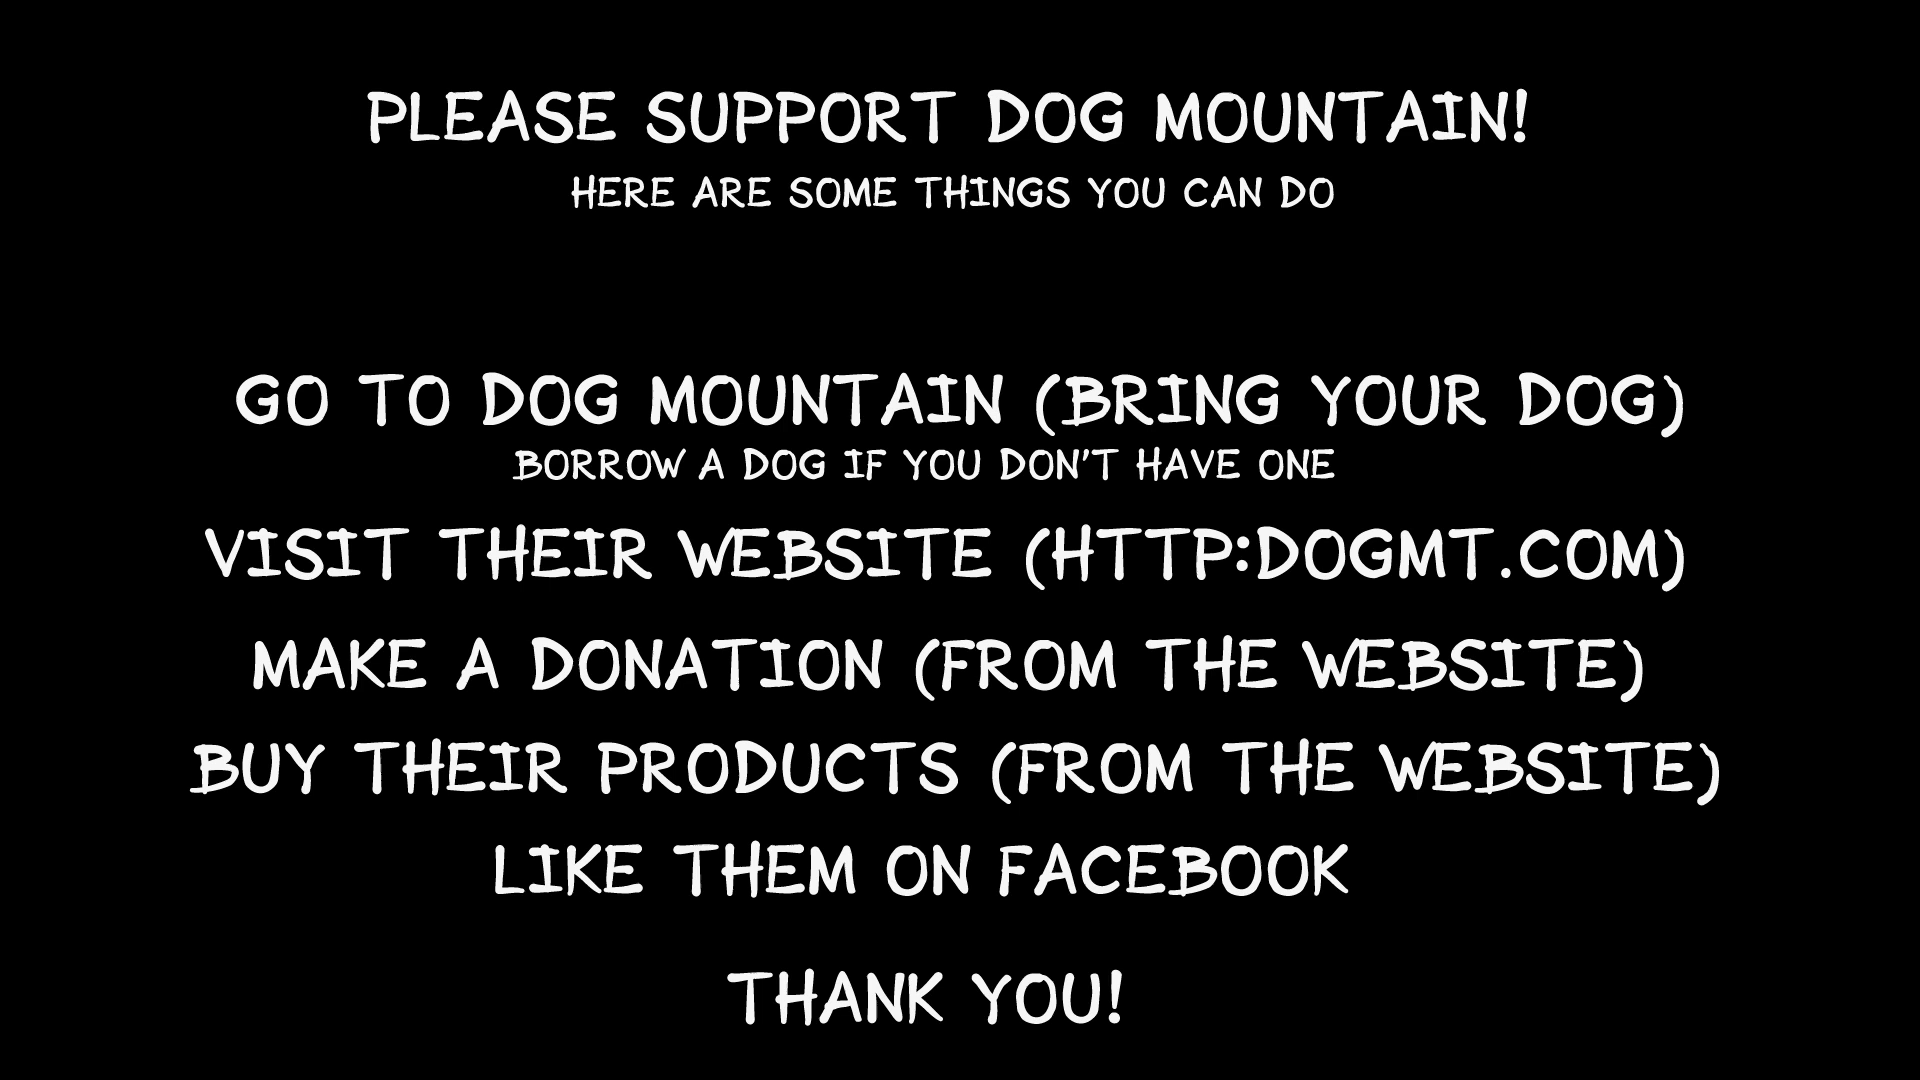 PLEASE SUPPORT DOG MOUNTAIN!
HERE ARE SOME THINGS YOU CAN DO
GO TO DOG MOUNTAIN (BRING YOUR DOG)
BORROW A DOG IF YOU DON'T HAVE ONE
VISIT THEIR WEBSITE (HTTP:DOGMT.COM)
MAKE A DONATION (FROM THE WEBSITE)
BUY THEIR PRODUCTS (FROM THE WEBSITE)
LIKE THEM ON FACEBOOK
THANK YOU!